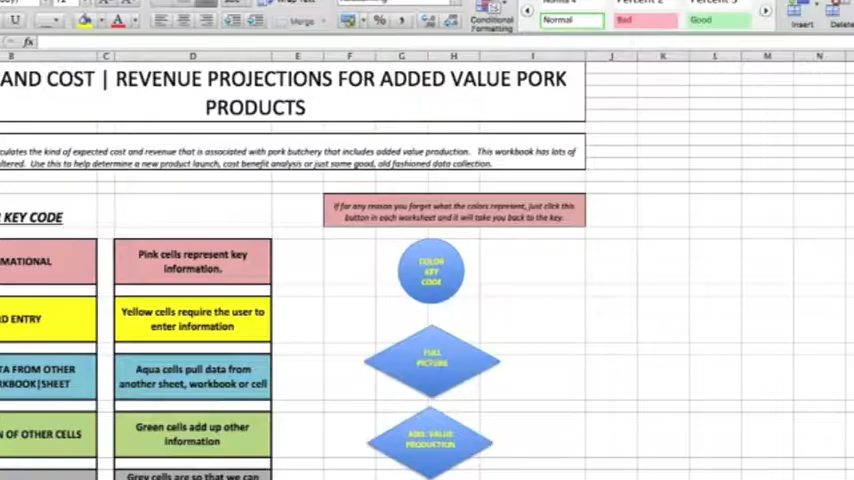 Merge
%
Conditional
Formatting
Normal
Bad
Good
Insert
Delete
fx
B C D E F G H I J K L M N
AND COST | REVENUE PROJECTIONS FOR ADDED VALUE PORK
PRODUCTS
culates the kind of expected cost and revenue that is associated with pork butchery that includes added value production. This workbook has lots of
ltered. Use this to help determine a new product launch, cost benefit analysis or just some good, old fashioned data collection.
If for any reason you forget what the colors represent, just click this
button in each worksheet and it will take you back to the key.
KEY CODE
MATIONAL
Pink cells represent key
information.
COLOR
KEY
CODE
RD ENTRY
Yellow cells require the user to
enter information
FULL
PICTURE
TA FROM OTHER
RKBOOK|SHEET
Aqua cells pull data from
another sheet, workbook or cell
N OF OTHER CELLS
Green cells add up other
information
ADD. VALUE
PRODUCTION
Grey cells are so that we can